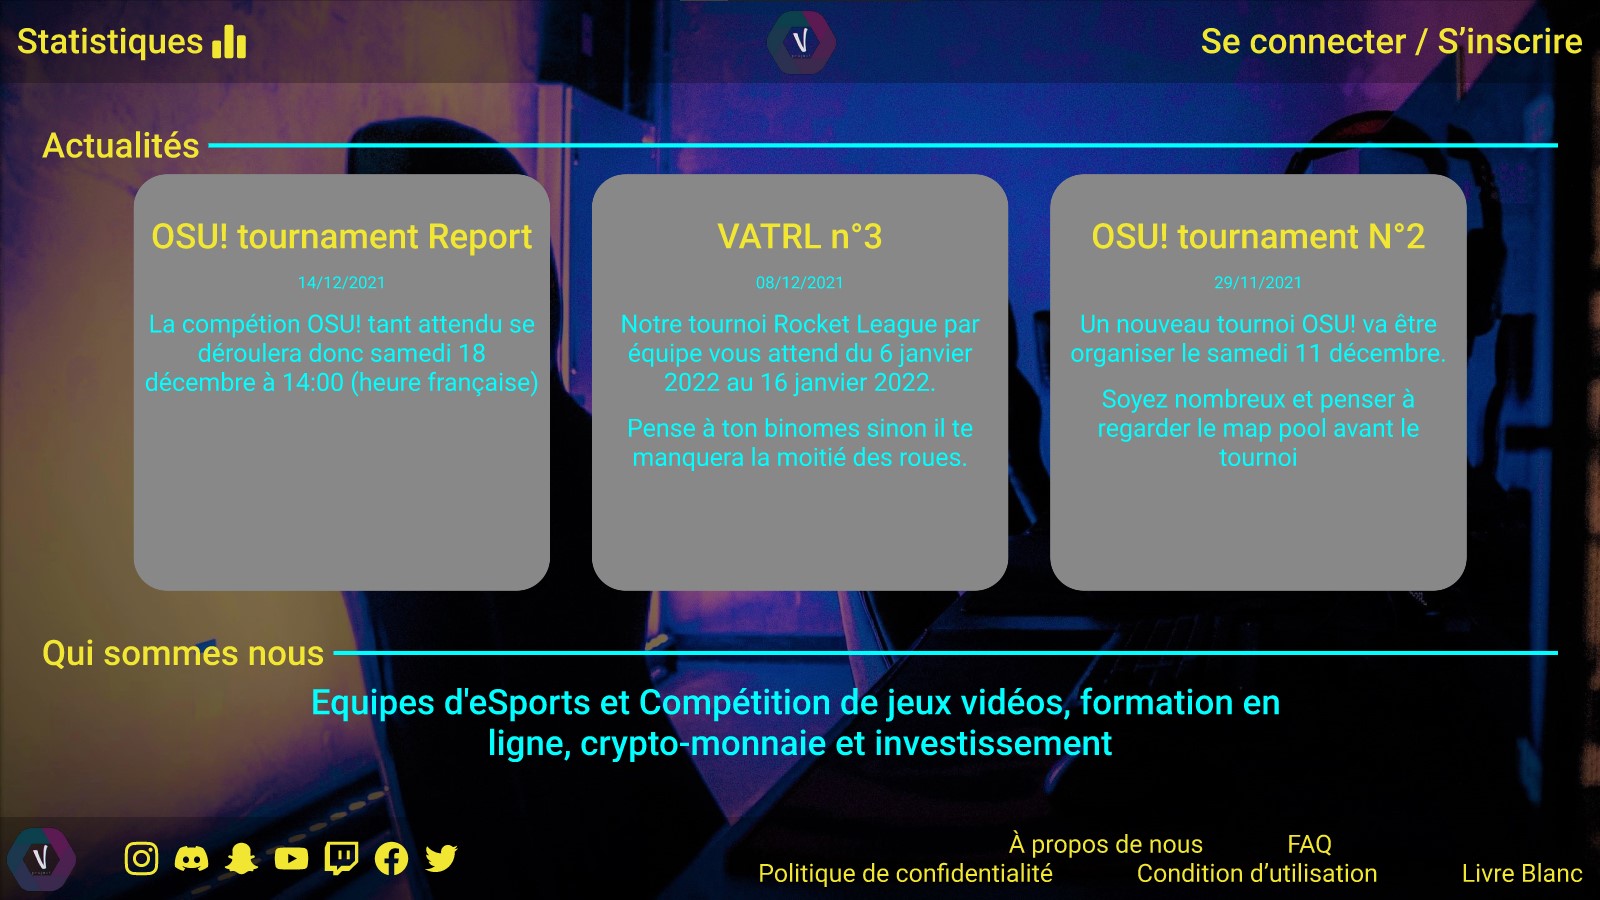 Statistiques
Se connecter / S’inscrire
Actualités
OSU! tournament Report
14/12/2021
La compétion OSU! tant attendu se
déroulera donc samedi 18
décembre à 14:00 (heure française)
VATRL n°3
08/12/2021
Notre tournoi Rocket League par
équipe vous attend du 6 janvier
2022 au 16 janvier 2022.
Pense à ton binomes sinon il te
manquera la moitié des roues.
OSU! tournament N°2
29/11/2021
Un nouveau tournoi OSU! va être
organiser le samedi 11 décembre.
Soyez nombreux et penser à
regarder le map pool avant le
tournoi
Qui sommes nous
Equipes d'eSports et Compétition de jeux vidéos, formation en
ligne, crypto-monnaie et investissement
À propos de nous
FAQ
Politique de confidentialité
Condition d’utilisation
Livre Blanc